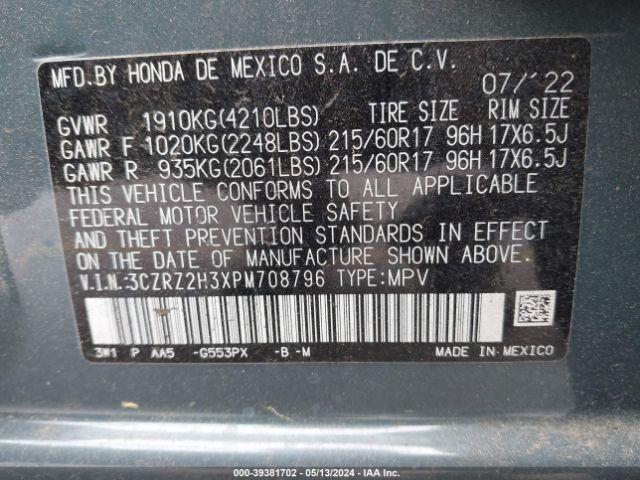 MFD.BY HONDA DE MEXICO S.A. DE C.V.
07/'22
GVWR 1910KG(4210LBS) TIRE SIZE RIM SIZE
GAWR F 1020KG(2248LBS) 215/60R17 96H 17X6.5J
GAWR R 935KG(2061LBS) 215/60R17 96H 17X6.5J
THIS VEHICLE CONFORMS TO ALL APPLICABLE
FEDERAL MOTOR VEHICLE SAFETY
AND THEFT PREVENTION STANDARDS IN EFFECT
ON THE DATE OF MANUFACTURE SHOWN ABOVE.
V.I.N.:3CZRZ2H3XPM708796 TYPE:MPV
3W1 P AA5 -G553PX -B -M MADE IN MEXICO
000-39381702 - 05/13/2024 - IAA Inc.